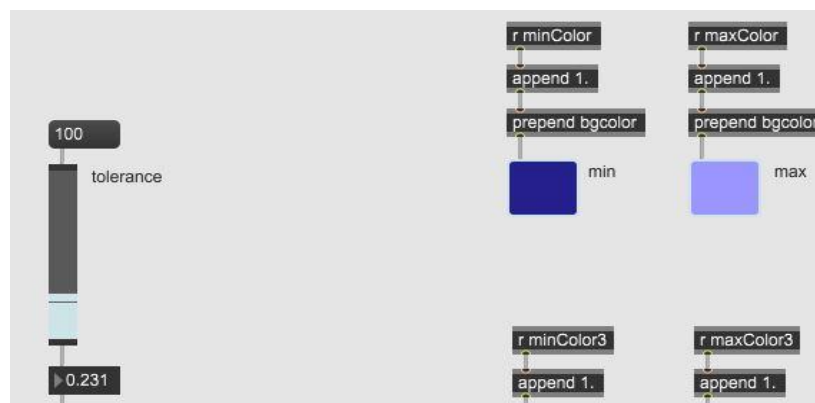 r minColor
r maxColor
append 1.
append 1.
prepend bgcolor
prepend bgcolor
100
tolerance
min
max
r minColor3
r maxColor3
0.231
append 1.
append 1.